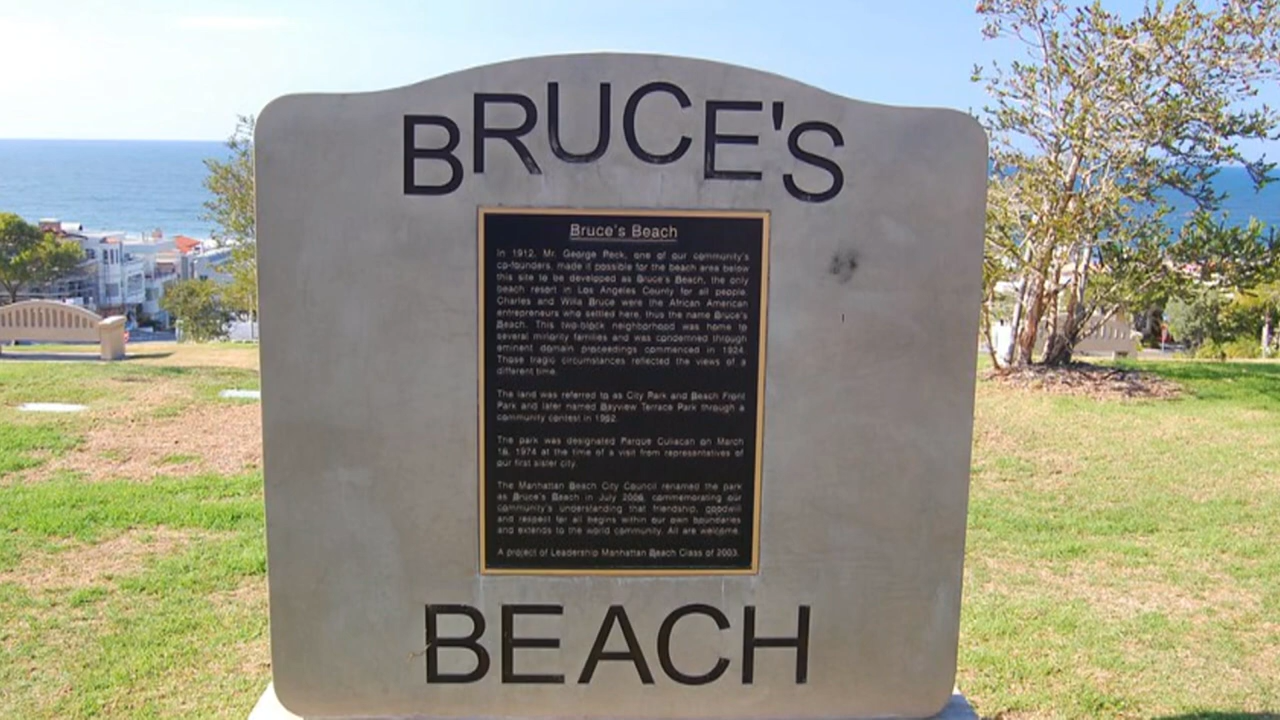 BRUCE'S
Bruce's Beach
In 1912, Mr. George Peck, one of our community's
co-founders, made it possible for the beach area below
this site to be developed as Bruce's Beach, the only
beach resort in Los Angeles County for all people.
Charles and Willa Bruce were the African American
entrepreneurs who settled here, thus the name Bruce's
Beach. This two-block neighborhood was home to
several minority families and was condemned through
eminent domain proceedings commenced in 1924.
Those tragic circumstances reflected the views of a
different time.
The land was referred to as City Park and Beach Front
Park and later named Bayview Terrace Park through a
community contest in 1962.
The park was designated Parque Culiacan on March
16, 1974 at the time of a visit from representatives of
our first sister city.
The Manhattan Beach City Council renamed the park
as Bruce's Beach in July 2006, commemorating our
community's understanding that friendship, goodwill
and respect for all begins within our own boundaries
and extends to the world community. All are welcome.
A project of Leadership Manhattan Beach Class of 2003.
BEACH